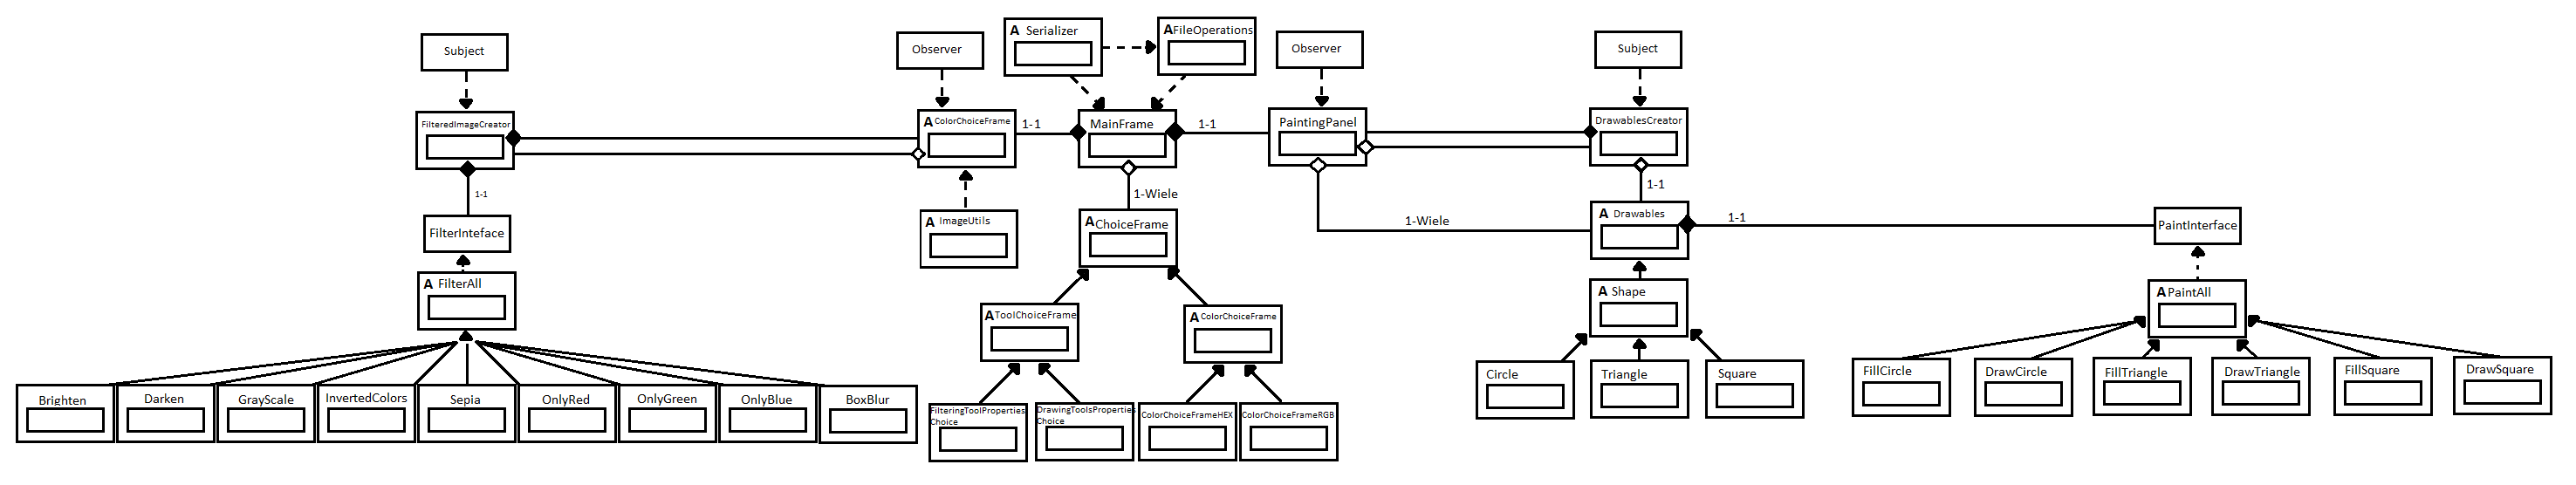 Subject
FilteredImageCreator
1-1
FilterInteface
A FilterAll
Brighten
Darken
GrayScale
InvertedColors
Sepia
OnlyRed
OnlyGreen
OnlyBlue
BoxBlur
Observer
A ColorChoiceFrame
1-1
A ImageUtils
A Serializer
A FileOperations
MainFrame
1-Wiele
A ChoiceFrame
A ToolChoiceFrame
A ColorChoiceFrame
FilteringToolProperties
Choice
DrawingToolsProperties
Choice
ColorChoiceFrameHEX
ColorChoiceFrameRGB
1-1
Observer
PaintingPanel
1-Wiele
Subject
DrawablesCreator
1-1
A Drawables
1-1
A Shape
Circle
Triangle
Square
PaintInterface
A PaintAll
FillCircle
DrawCircle
FillTriangle
DrawTriangle
FillSquare
DrawSquare